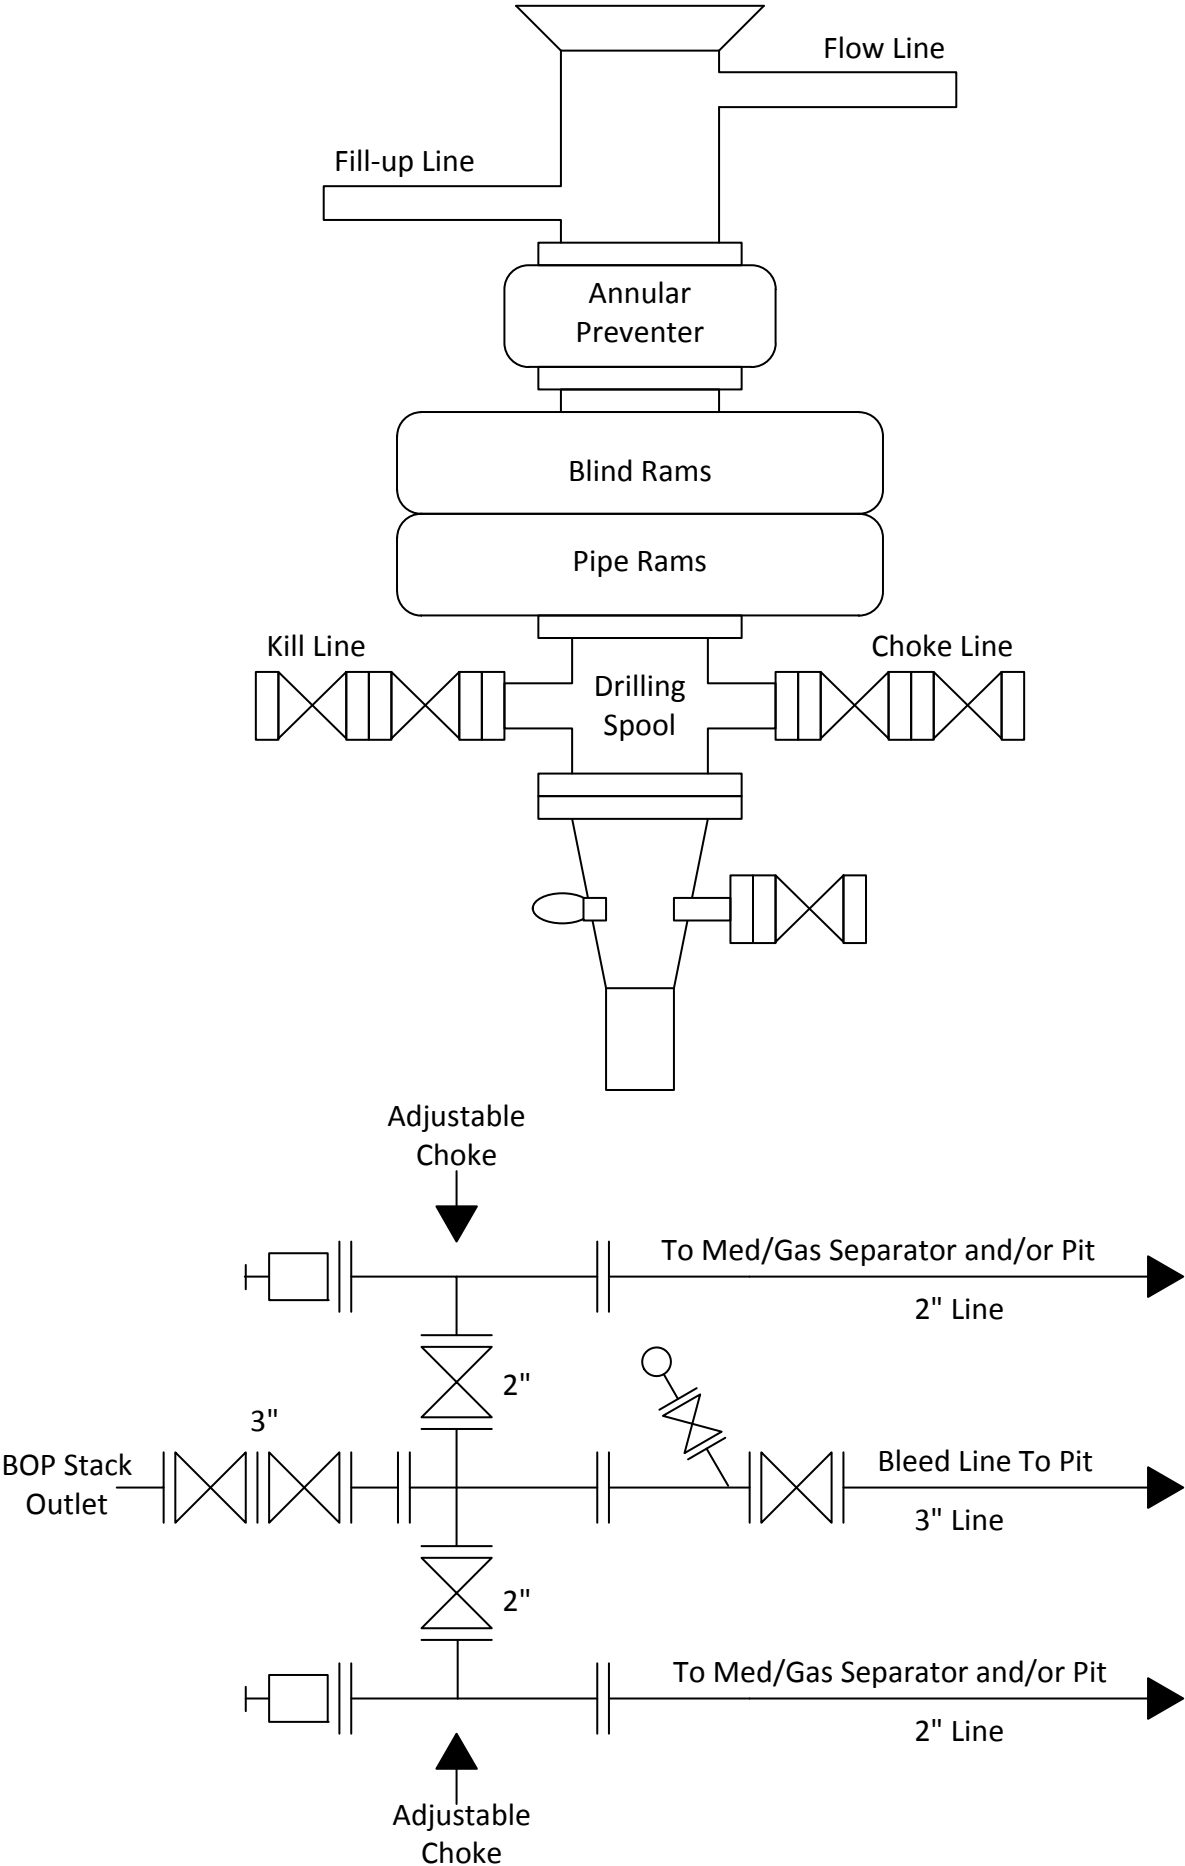 Flow Line
Fill-up Line
Annular
Preventer
Blind Rams
Pipe Rams
Kill Line
Choke Line
Drilling
Spool
Adjustable
Choke
To Med/Gas Separator and/or Pit
2" Line
2"
3"
BOP Stack
Outlet
Bleed Line To Pit
3" Line
2"
To Med/Gas Separator and/or Pit
2" Line
Adjustable
Choke